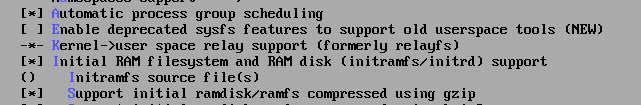 [*] Automatic process group scheduling
[ ] Enable deprecated sysfs features to support old userspace tools (NEW)
-*- Kernel->user space relay support (formerly relayfs)
[*] Initial RAM filesystem and RAM disk (initramfs/initrd) support
() Initramfs source file(s)
[*] Support initial ramdisk/ramfs compressed using gzip